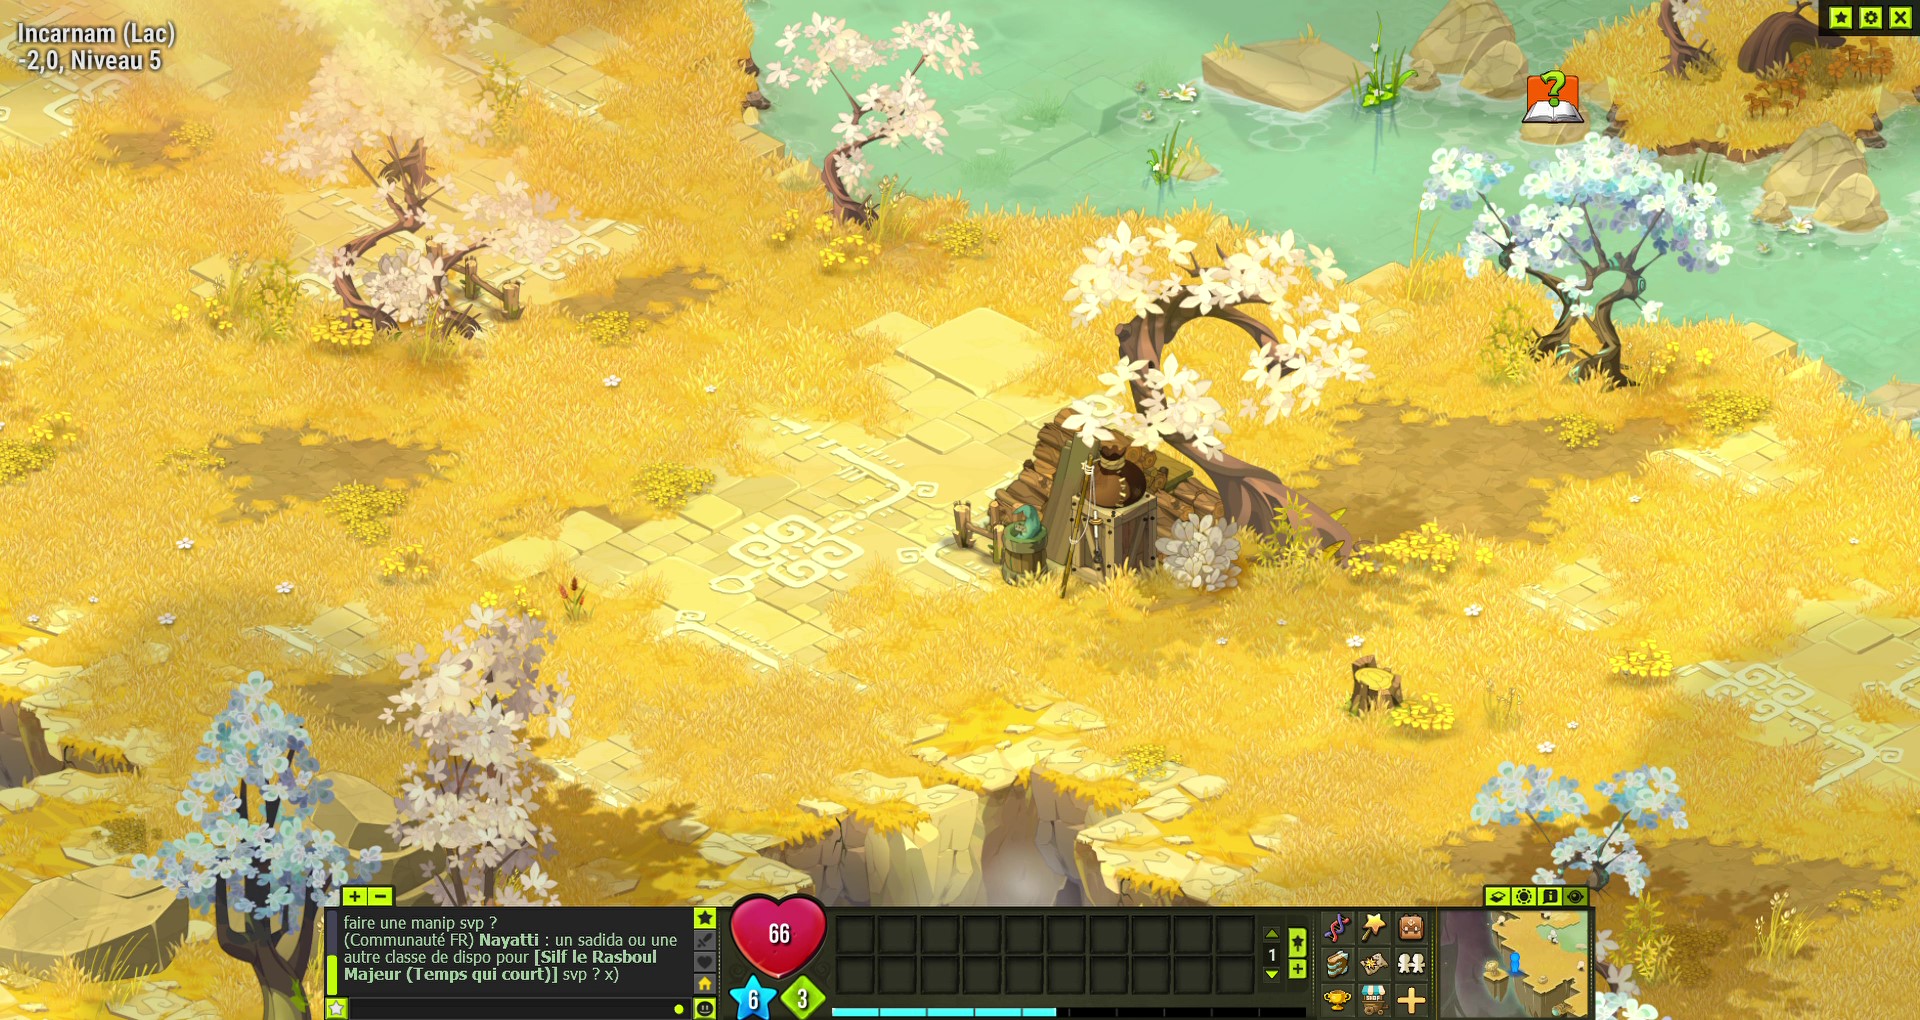 Incarnam (Lac)
-2,0, Niveau 5
?
faire une manip svp ?
(Communauté FR) Nayatti : un sadida ou une
autre classe de dispo pour [Silf le Rasboul
Majeur (Temps qui court)] svp ? x)
66
6
3
1
SHOP